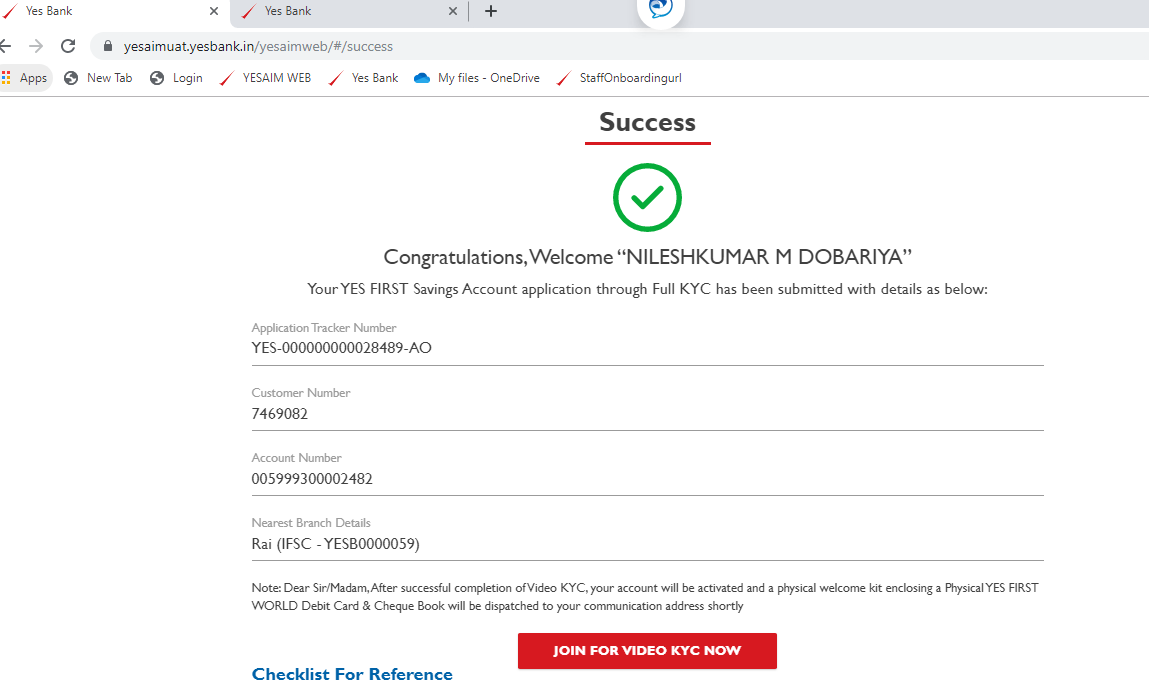 Yes Bank
Yes Bank
yesaimuat.yesbank.in/yesaimweb/#/success
Apps New Tab Login YESAIM WEB Yes Bank My files - OneDrive StaffOnboardingurl
Success
Congratulations, Welcome “NILESHKUMAR M DOBARIYA”
Your YES FIRST Savings Account application through Full KYC has been submitted with details as below:
Application Tracker Number
YES-000000000028489-AO
Customer Number
7469082
Account Number
005999300002482
Nearest Branch Details
Rai (IFSC - YESB0000059)
Note: Dear Sir/Madam, After successful completion of Video KYC, your account will be activated and a physical welcome kit enclosing a Physical YES FIRST
WORLD Debit Card & Cheque Book will be dispatched to your communication address shortly
JOIN FOR VIDEO KYC NOW
Checklist For Reference